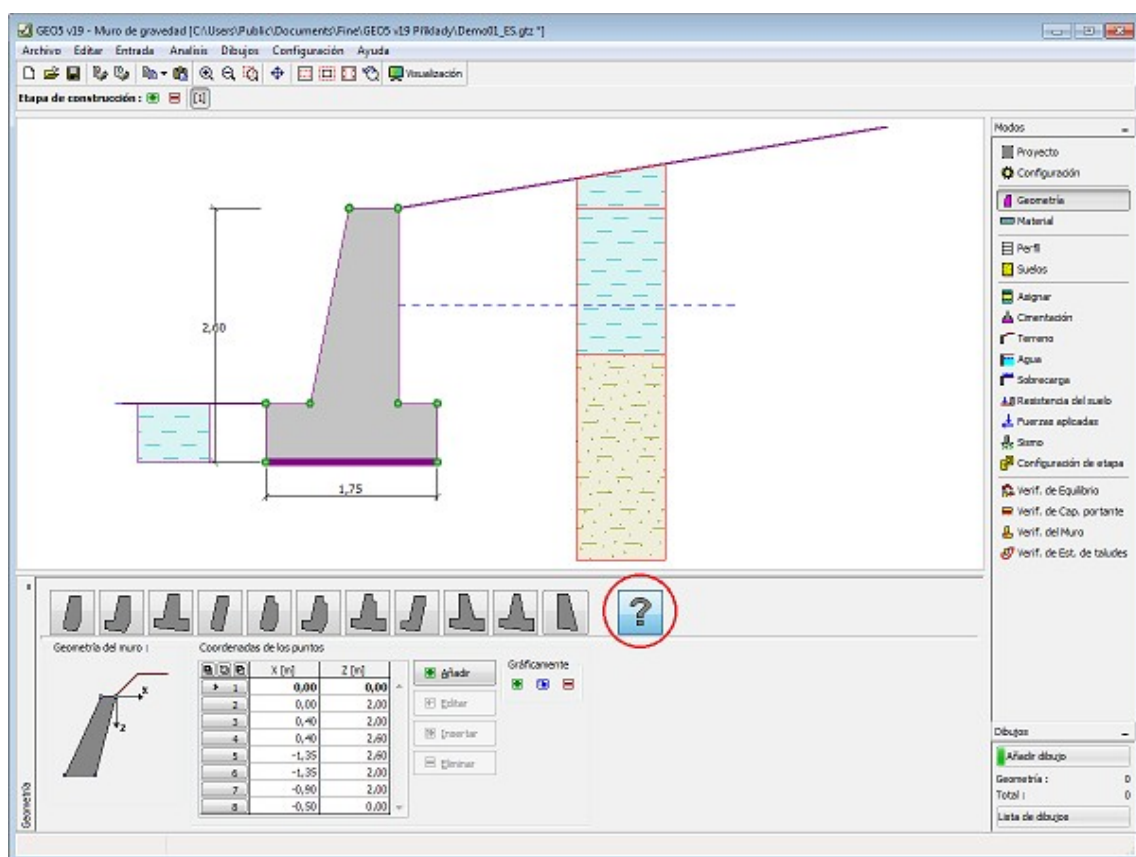 GEO5 v19 - Muro de gravedad [C:\Users\Public\Documents\Fine\GEO5 v19 Příklady\Demo01_ES.gtz *]
Archivo Editar Entrada Analisis Dibujos Configuración Ayuda
Visualización
Etapa de construcción : [1]
2,60
1,75
Modos
Proyecto
Configuración
Geometría
Material
Perfil
Suelos
Asignar
Cimentación
Terreno
Agua
Sobrecarga
Resistencia del suelo
Fuerzas aplicadas
Sismo
Configuración de etapa
Verif. de Equilibrio
Verif. de Cap. portante
Verif. del Muro
Verif. de Est. de taludes
?
Geometría del muro :
x
z
Coordenadas de los puntos
X [m] Z [m]
1 0,00 0,00
2 0,00 2,00
3 0,40 2,00
4 0,40 2,60
5 -1,35 2,60
6 -1,35 2,00
7 -0,90 2,00
8 -0,50 0,00
Añadir
Editar
Insertar
Eliminar
Gráficamente
Geometría
Dibujos
Añadir dibujo
Geometría : 0
Total : 0
Lista de dibujos